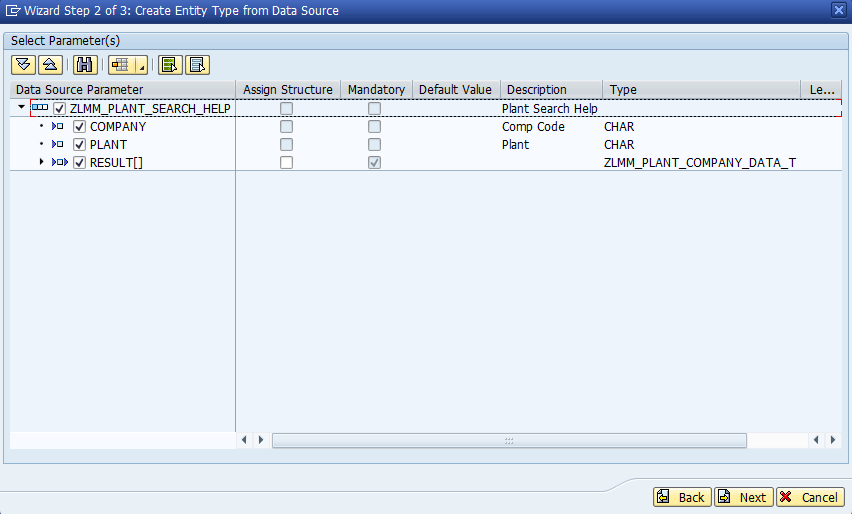 Wizard Step 2 of 3: Create Entity Type from Data Source
Select Parameter(s)
Data Source Parameter Assign Structure Mandatory Default Value Description Type Le...
ZLMM_PLANT_SEARCH_HELP Plant Search Help
COMPANY Comp Code CHAR
PLANT Plant CHAR
RESULT[] ZLMM_PLANT_COMPANY_DATA_T
Back Next Cancel